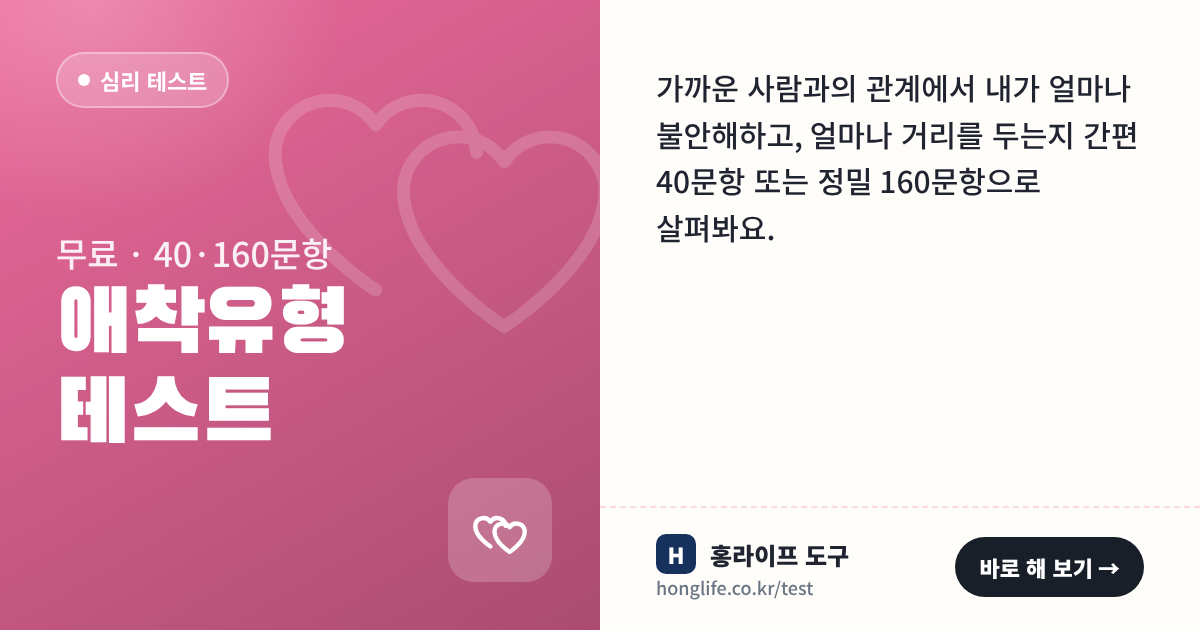 심리 테스트
무료 · 40·160문항
애착유형
테스트
가까운 사람과의 관계에서 내가 얼마나
불안해하고, 얼마나 거리를 두는지 간편
40문항 또는 정밀 160문항으로
살펴봐요.
H 홍라이프 도구
honglife.co.kr/test
바로 해 보기 →